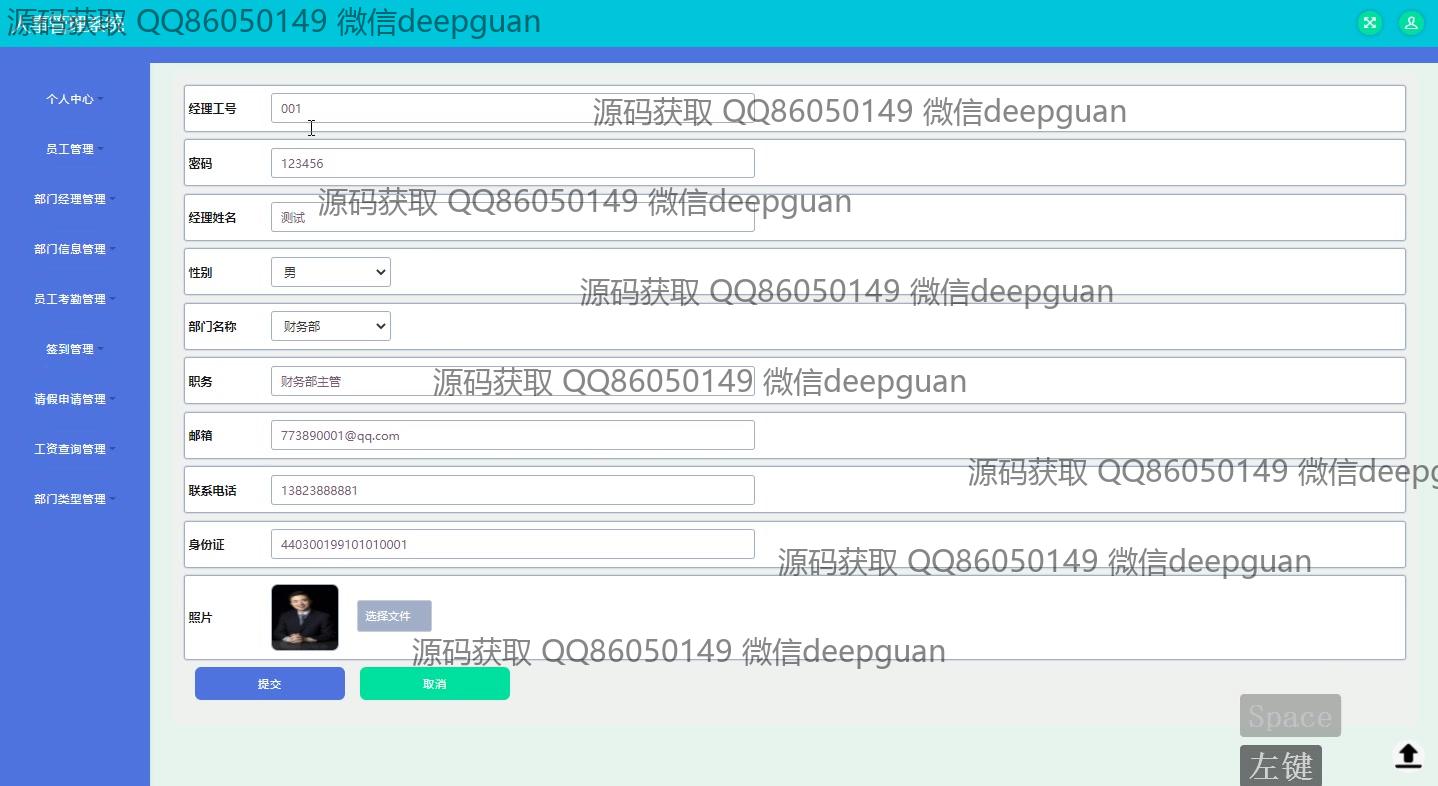 人事管理系统
源码获取 QQ86050149 微信deepguan
个人中心
员工管理
部门经理管理
部门信息管理
员工考勤管理
签到管理
请假申请管理
工资查询管理
部门类型管理
经理工号 001
源码获取 QQ86050149 微信deepguan
密码 123456
源码获取 QQ86050149 微信deepguan
经理姓名 测试
性别 男
源码获取 QQ86050149 微信deepguan
部门名称 财务部
职务 财务部主管
源码获取 QQ86050149 微信deepguan
邮箱 773890001@qq.com
源码获取 QQ86050149 微信deepg
联系电话 13823888881
身份证 440300199101010001
源码获取 QQ86050149 微信deepguan
照片 选择文件
源码获取 QQ86050149 微信deepguan
提交 取消
Space
左键